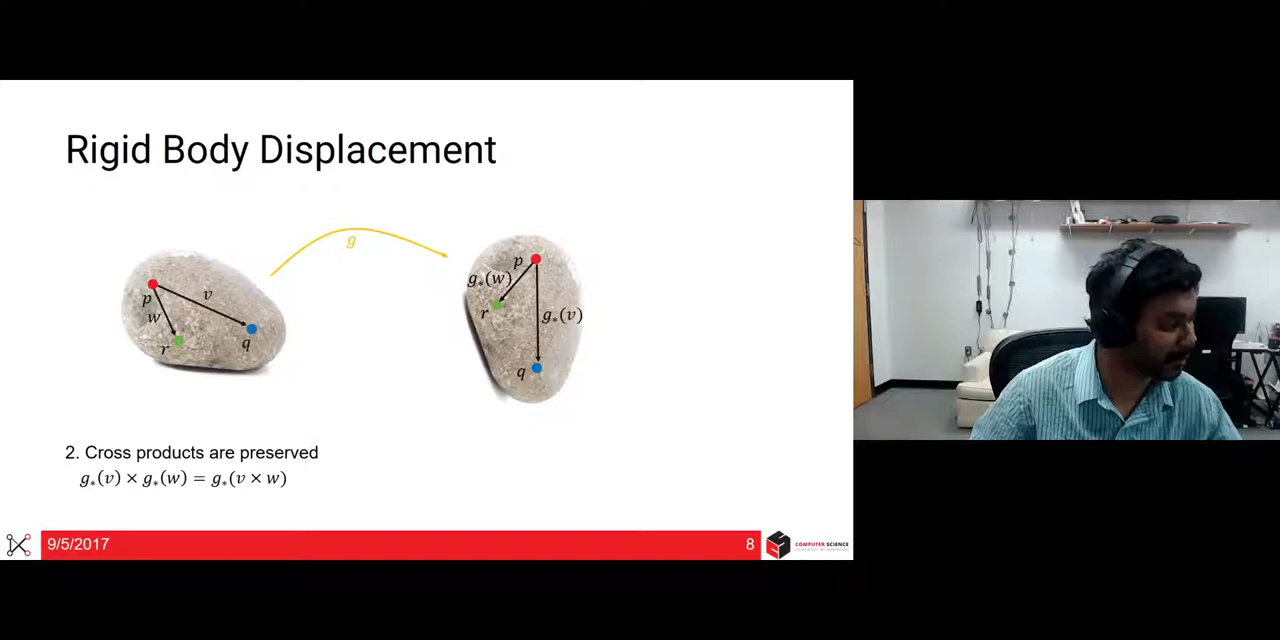 Rigid Body Displacement
g
p
v
w
r
q
p
g∗(w)
r
g∗(v)
q
2. Cross products are preserved
g∗(v) × g∗(w) = g∗(v × w)
9/5/2017
8
COMPUTER SCIENCE